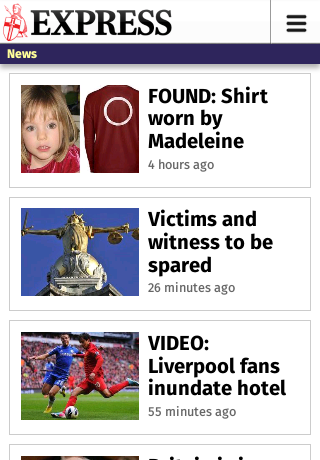 EXPRESS
News
FOUND: Shirt
worn by
Madeleine
4 hours ago
Victims and
witness to be
spared
26 minutes ago
VIDEO:
Liverpool fans
inundate hotel
55 minutes ago